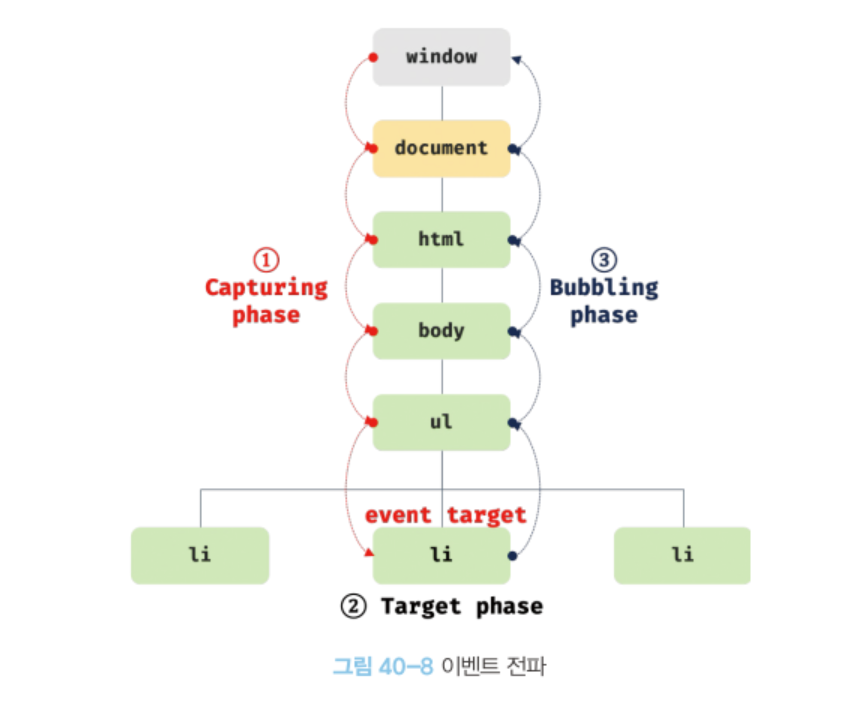 window
document
html
①
Capturing
phase
③
Bubbling
phase
body
ul
event target
li
li
li
② Target phase
그림 40-8 이벤트 전파